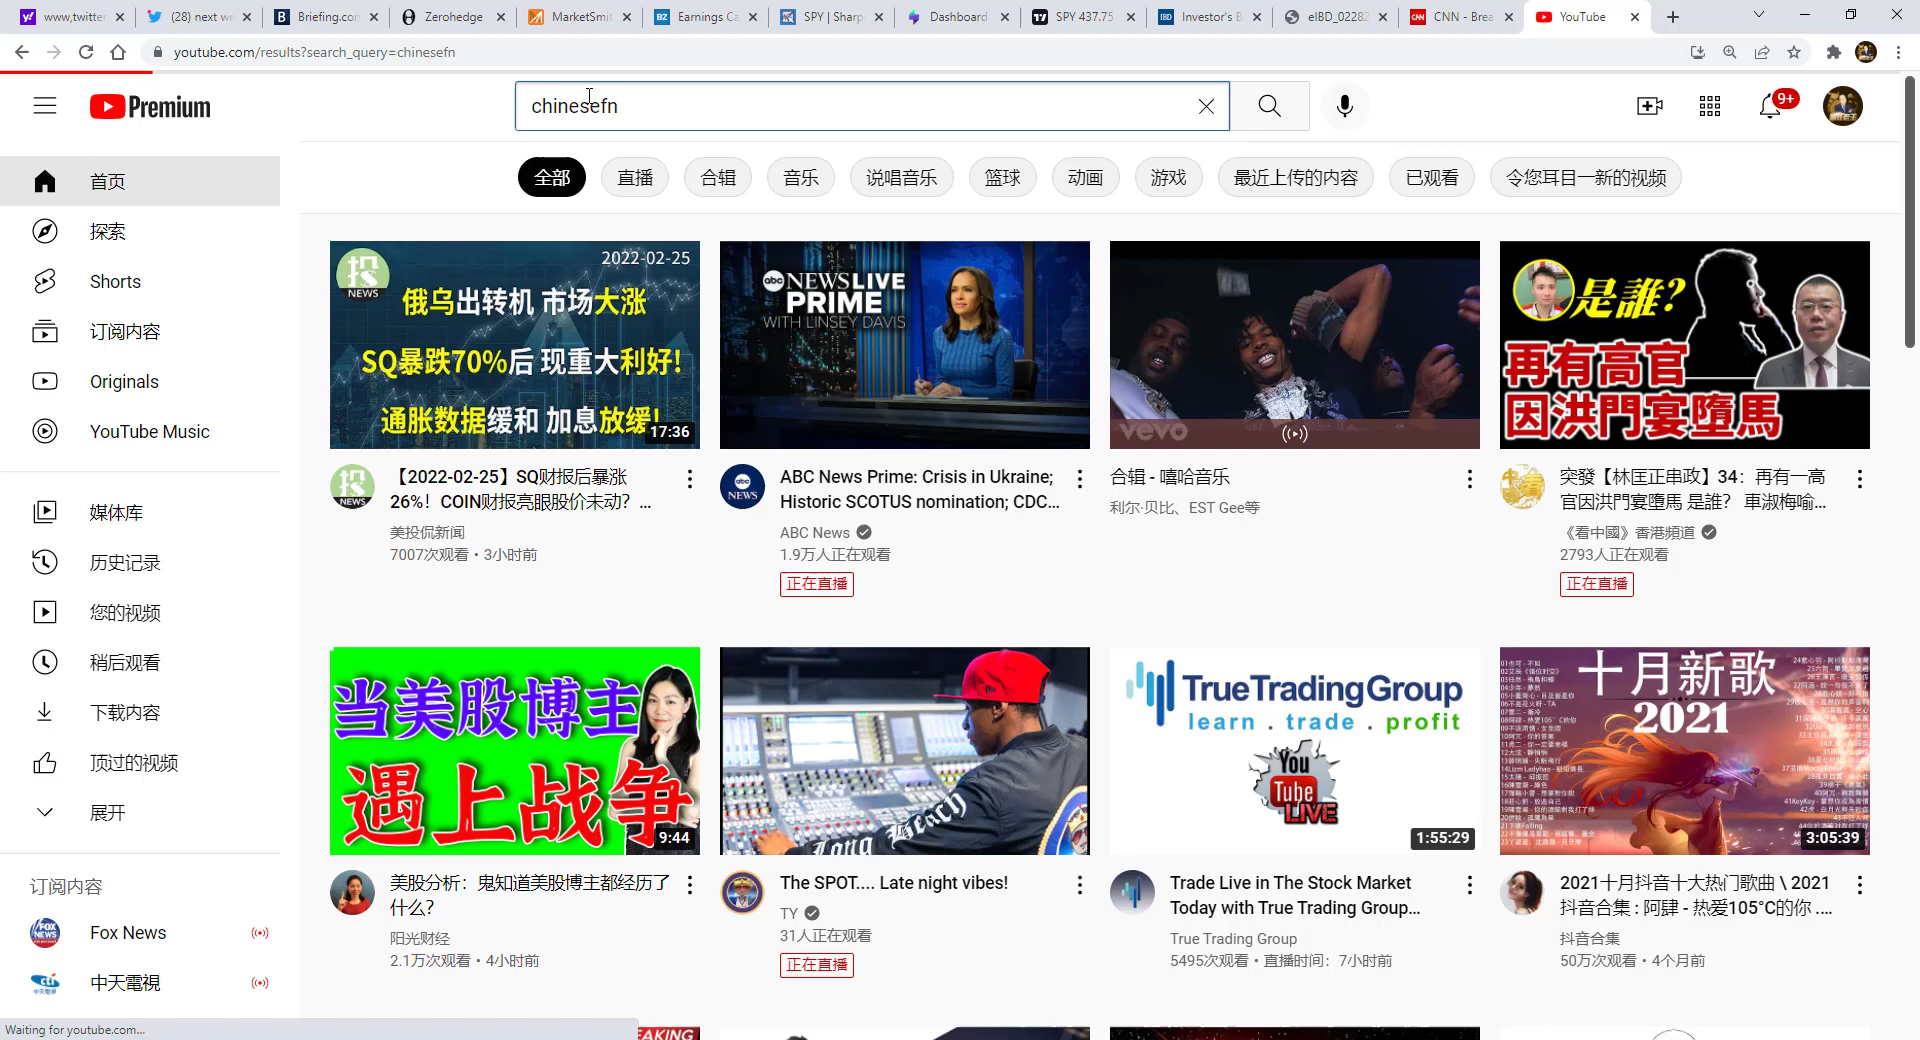 www.twitter
(28) next we
Briefing.com
Zerohedge
MarketSmit
Earnings Ca
SPY | Sharp
Dashboard
SPY 437.75
Investor's B
eIBD_02282
CNN - Brea
YouTube
youtube.com/results?search_query=chinesefn
Premium
chinesefn
9+
全部
直播
合辑
音乐
说唱音乐
篮球
动画
游戏
最近上传的内容
已观看
令您耳目一新的视频
首页
探索
Shorts
订阅内容
Originals
YouTube Music
媒体库
历史记录
您的视频
稍后观看
下载内容
顶过的视频
展开
订阅内容
Fox News
中天電視
2022-02-25
投
NEWS
俄乌出转机 市场大涨
SQ暴跌70%后 现重大利好!
通胀数据缓和 加息放缓!
17:36
【2022-02-25】SQ财报后暴涨
26%！COIN财报亮眼股价未动？...
美投侃新闻
7007次观看 • 3小时前
abc NEWS LIVE
PRIME
WITH LINSEY DAVIS
ABC News Prime: Crisis in Ukraine;
Historic SCOTUS nomination; CDC...
ABC News
1.9万人正在观看
正在直播
vevo
合辑 - 嘻哈音乐
利尔·贝比、EST Gee等
是誰?
再有高官
因洪門宴墮馬
突發【林匡正串政】34：再有一高
官因洪門宴墮馬 是誰？ 車淑梅喻...
《看中國》香港頻道
2793人正在观看
正在直播
当美股博主
遇上战争
9:44
美股分析：鬼知道美股博主都经历了
什么？
阳光财经
2.1万次观看 • 4小时前
Long Beach
The SPOT.... Late night vibes!
TY
31人正在观看
正在直播
TrueTradingGroup
learn . trade . profit
You
Tube
LIVE
1:55:29
Trade Live in The Stock Market
Today with True Trading Group...
True Trading Group
5495次观看 • 直播时间：7小时前
十月新歌
2021
3:05:39
2021十月抖音十大热门歌曲 \ 2021
抖音合集 : 阿肆 - 热爱105°C的你 ....
抖音合集
50万次观看 • 4个月前
Waiting for youtube.com...